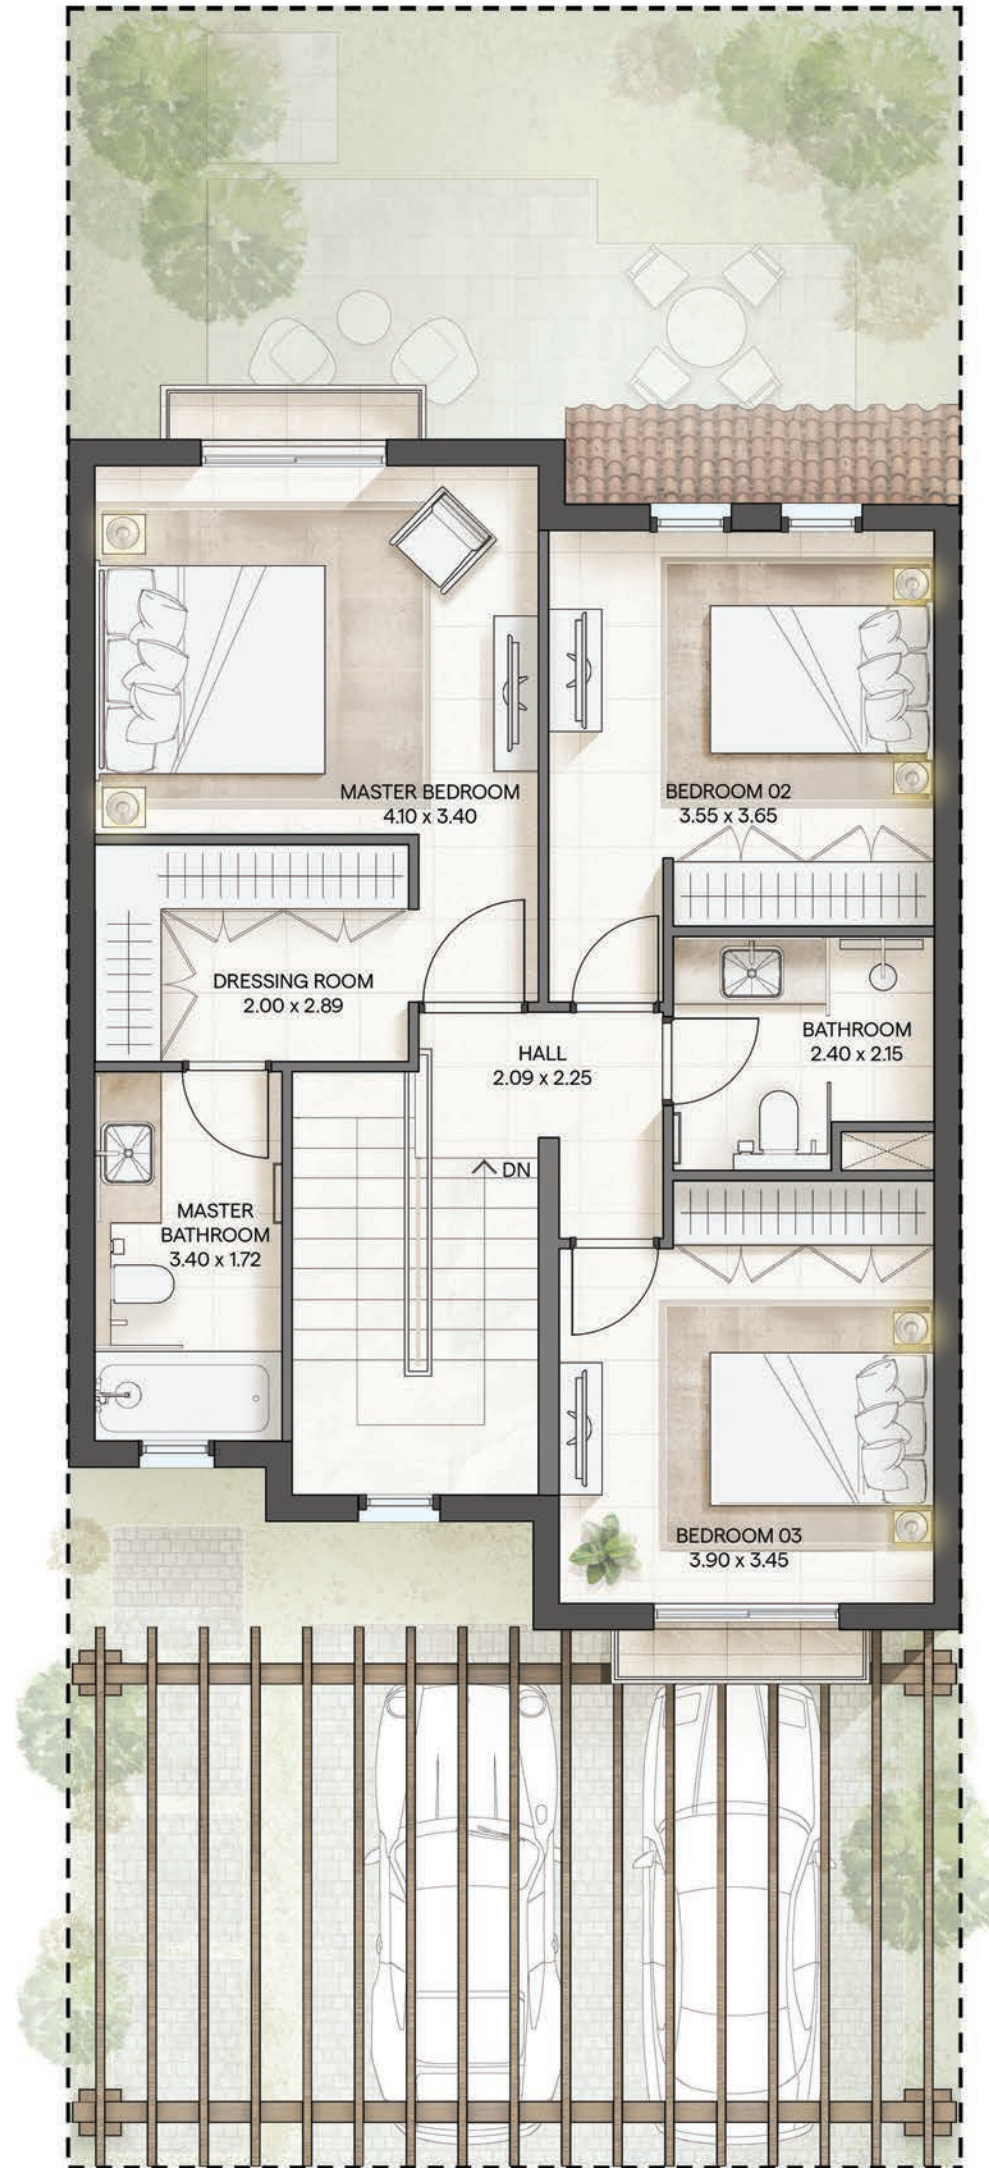 MASTER BEDROOM
4.10 x 3.40
BEDROOM 02
3.55 x 3.65
DRESSING ROOM
2.00 x 2.89
HALL
2.09 x 2.25
BATHROOM
2.40 x 2.15
DN
MASTER
BATHROOM
3.40 x 1.72
BEDROOM 03
3.90 x 3.45